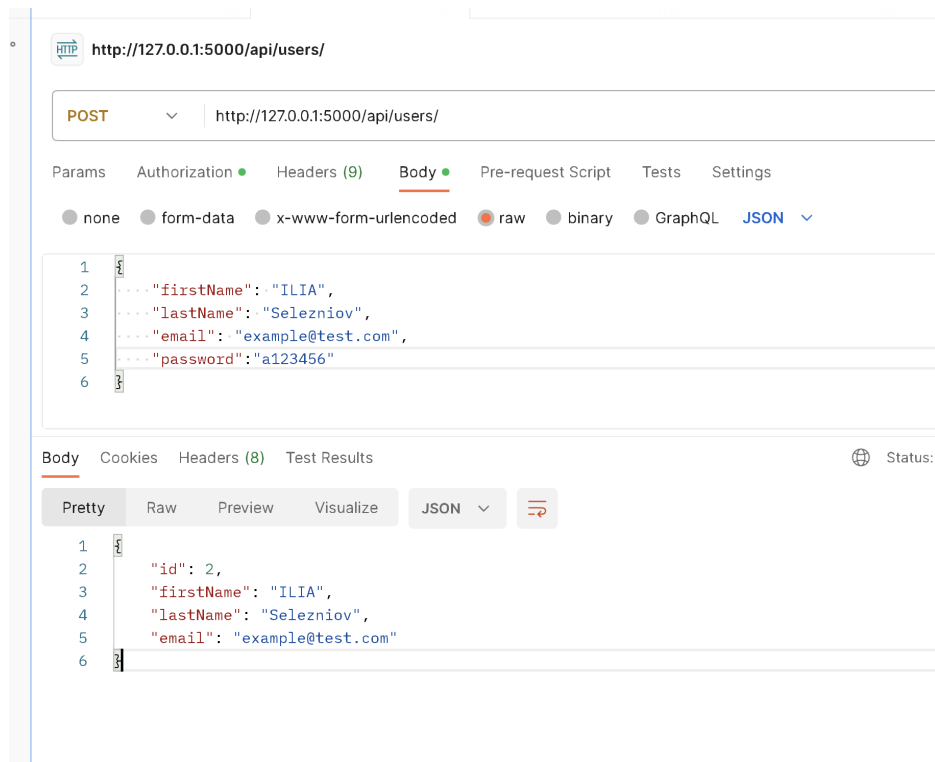 HTTP http://127.0.0.1:5000/api/users/
POST http://127.0.0.1:5000/api/users/
Params Authorization Headers (9) Body Pre-request Script Tests Settings
none form-data x-www-form-urlencoded raw binary GraphQL JSON
1 {
2 "firstName": "ILIA",
3 "lastName": "Selezniov",
4 "email": "example@test.com",
5 "password":"a123456"
6 }
Body Cookies Headers (8) Test Results Status:
Pretty Raw Preview Visualize JSON
1 {
2 "id": 2,
3 "firstName": "ILIA",
4 "lastName": "Selezniov",
5 "email": "example@test.com"
6 }